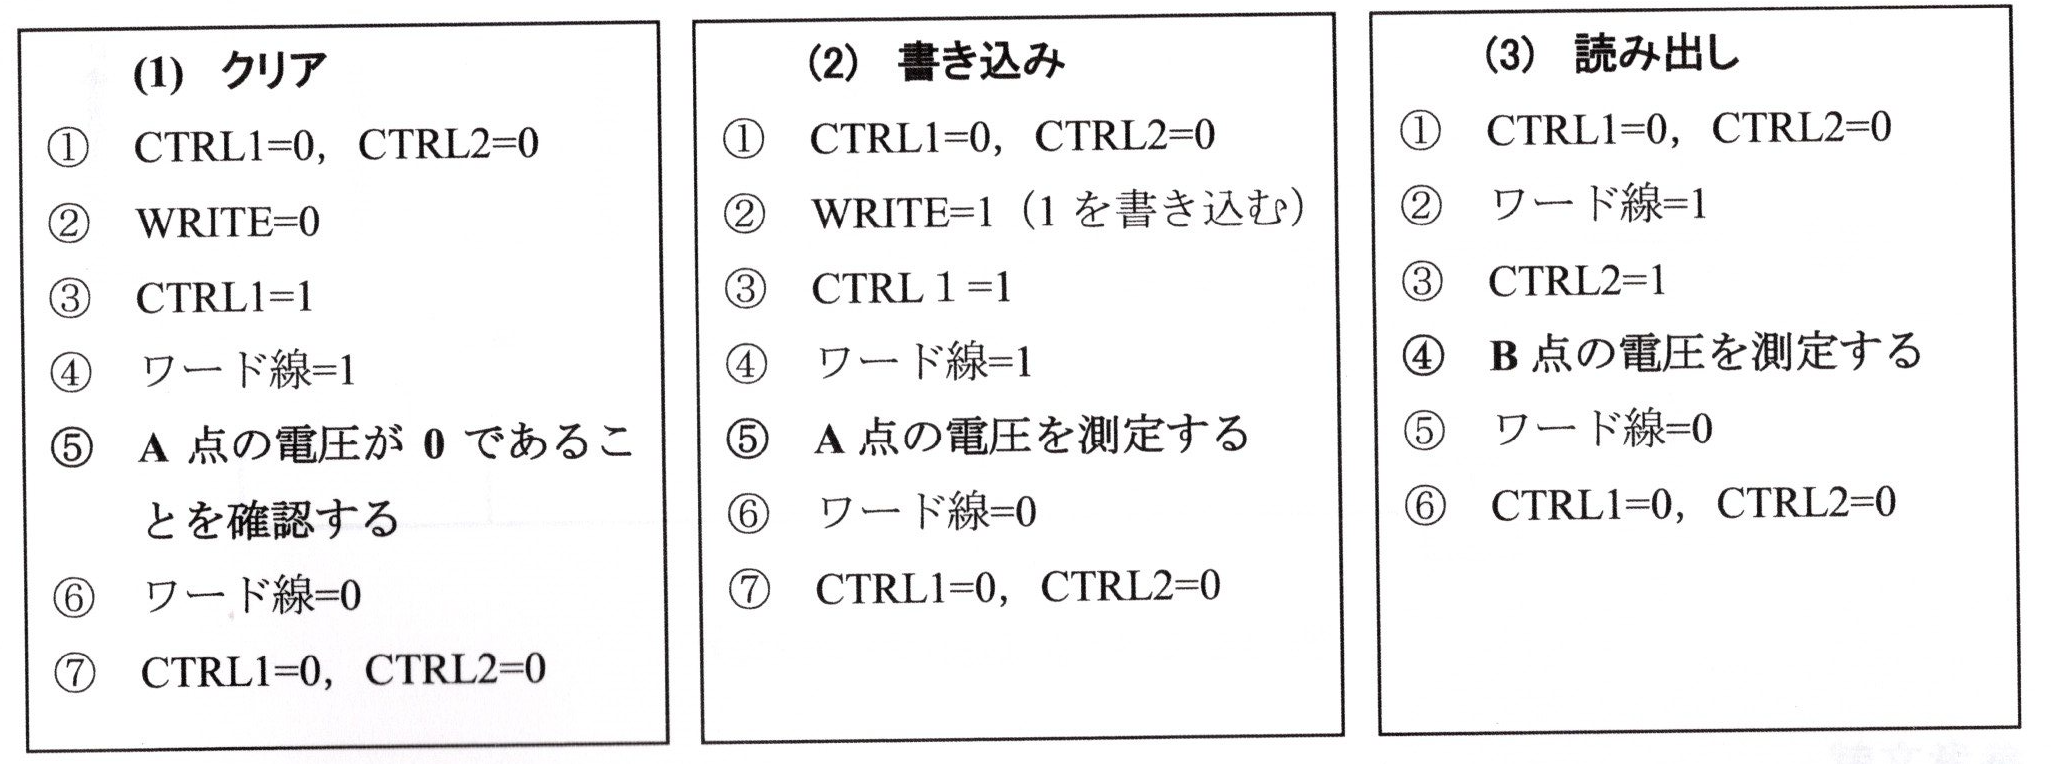 (1) クリア
① CTRL1=0, CTRL2=0
② WRITE=0
③ CTRL1=1
④ ワード線=1
⑤ A 点の電圧が 0 であるこ
とを確認する
⑥ ワード線=0
⑦ CTRL1=0, CTRL2=0
(2) 書き込み
① CTRL1=0, CTRL2=0
② WRITE=1（1 を書き込む）
③ CTRL１=1
④ ワード線=1
⑤ A 点の電圧を測定する
⑥ ワード線=0
⑦ CTRL1=0, CTRL2=0
(3) 読み出し
① CTRL1=0, CTRL2=0
② ワード線=1
③ CTRL2=1
④ B 点の電圧を測定する
⑤ ワード線=0
⑥ CTRL1=0, CTRL2=0